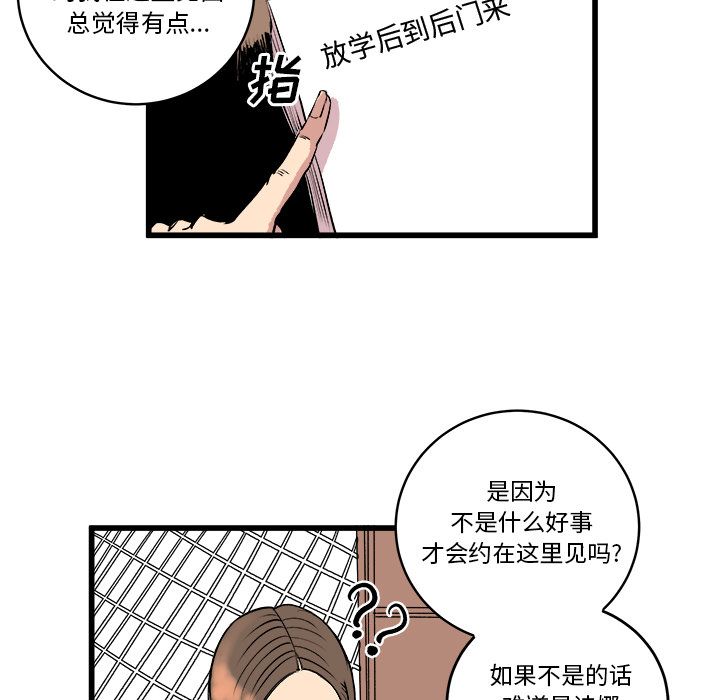 总觉得有点...
指
放学后到后门来
是因为
不是什么好事
才会约在这里见吗?
??
如果不是的话